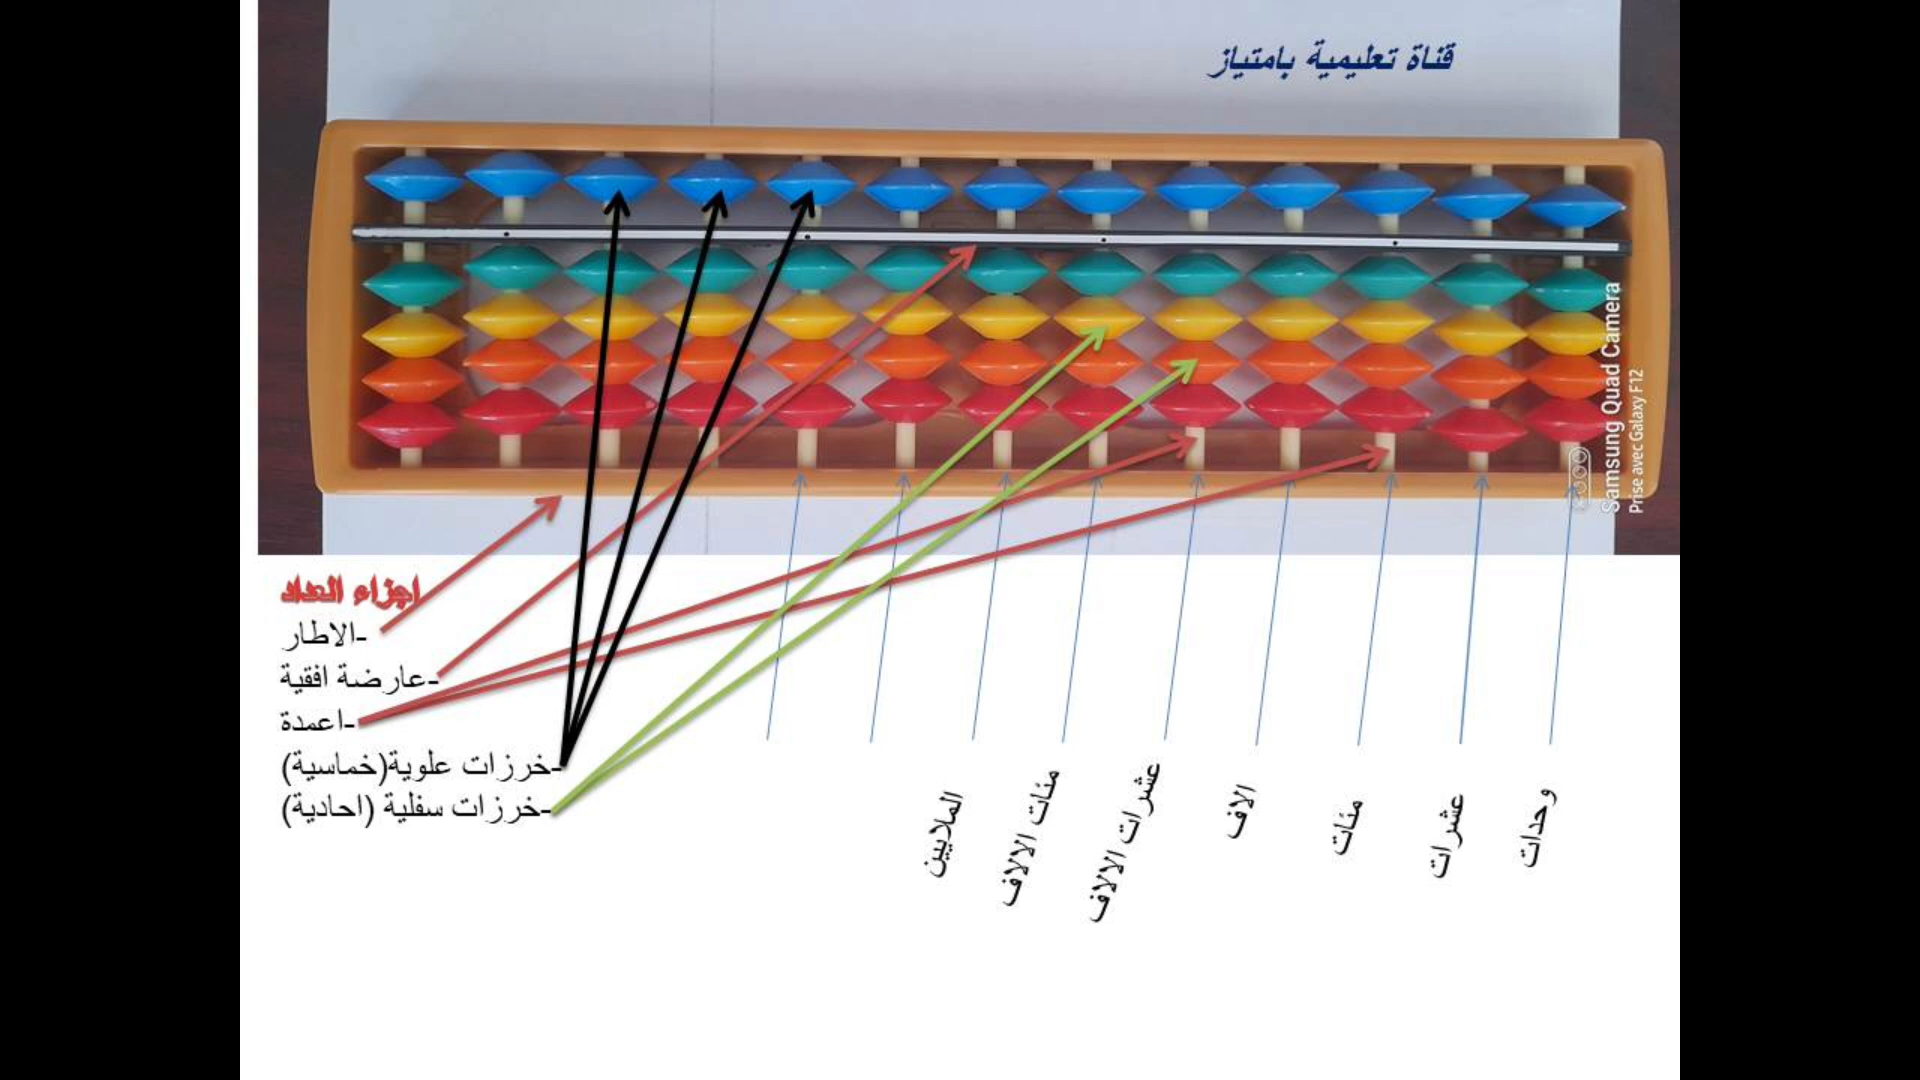 قناة تعليمية بامتياز
Samsung Quad Camera
Prise avec Galaxy F12
اجزاء العداد
-الاطار
-عارضة افقية
-اعمدة
-خرزات علوية(خماسية)
-خرزات سفلية (احادية)
وحدات
عشرات
مئات
الاف
عشرات الالاف
مئات الالاف
الملايين